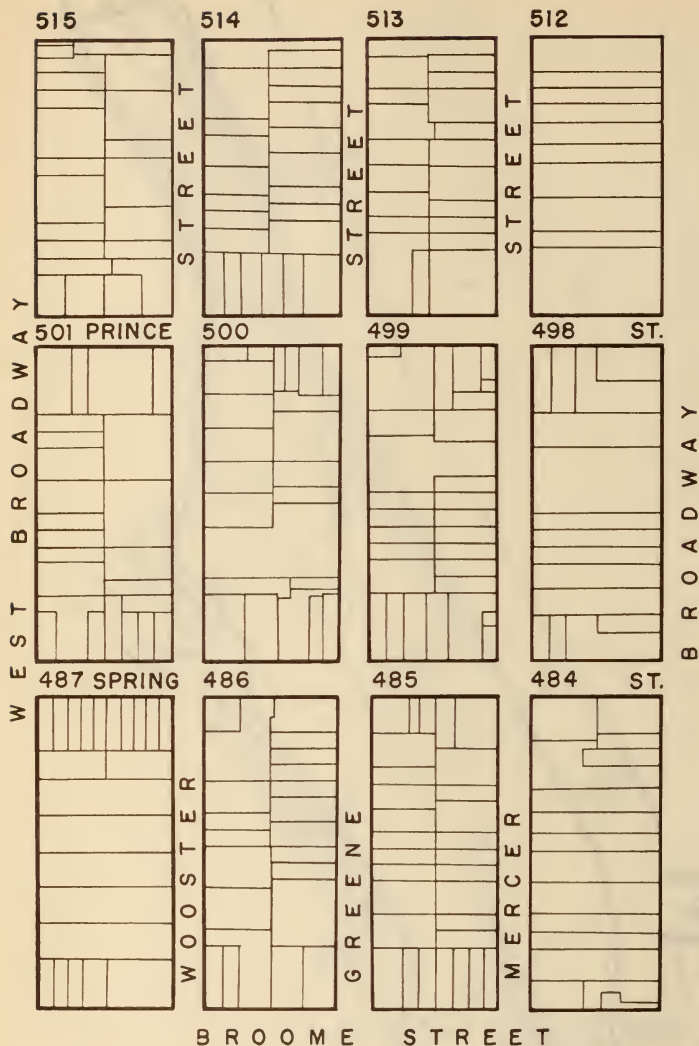 515 514 513 512
STREET
STREET
STREET
WEST BROADWAY
501 PRINCE 500 499 498 ST.
BROADWAY
487 SPRING 486 485 484 ST.
WOOSTER
GREENE
MERCER
BROOME STREET